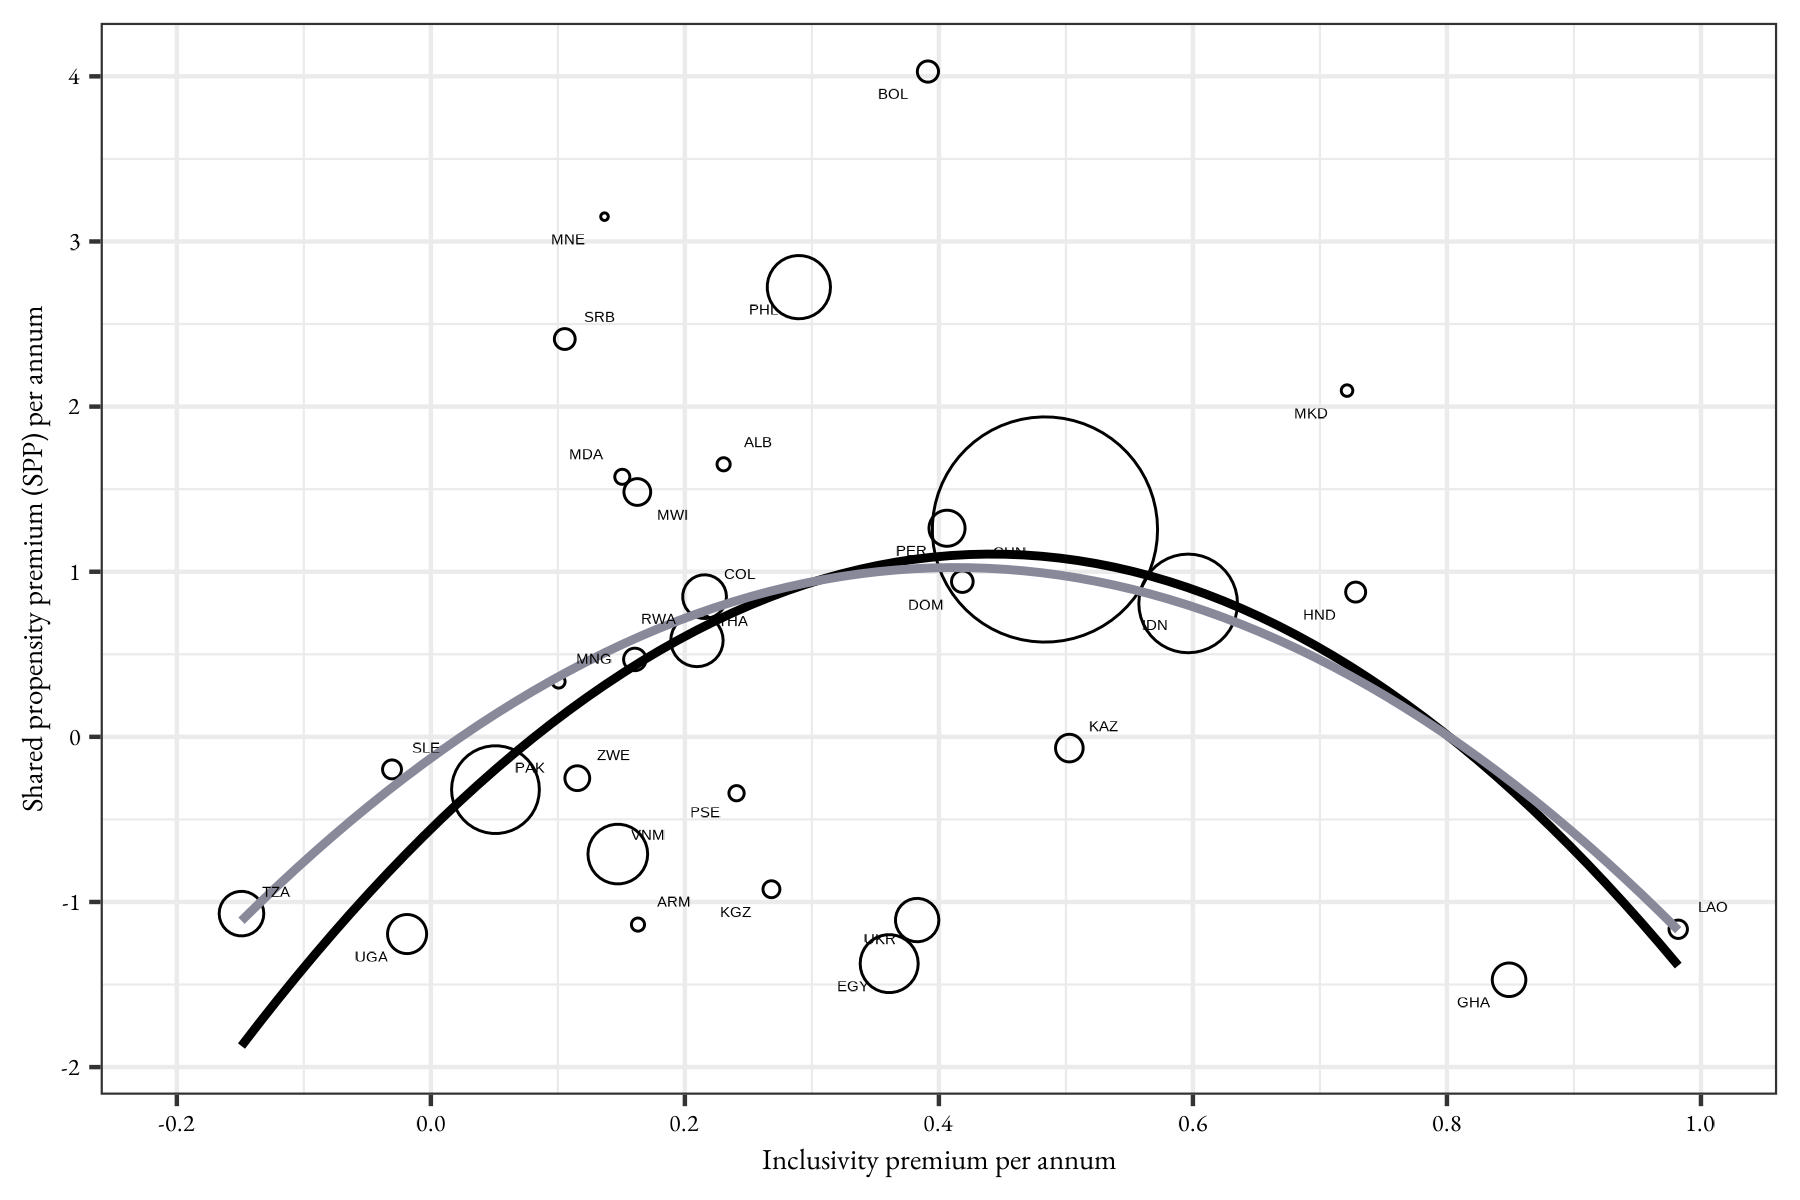 Shared propensity premium (SPP) per annum
4
3
2
1
0
-1
-2
BOL
MNE
PHL
SRB
MKD
ALB
MDA
MWI
PER
CHN
COL
DOM
HND
RWA
THA
IDN
MNG
KAZ
SLE
ZWE
PAK
PSE
VNM
TZA
ARM
LAO
KGZ
UKR
UGA
EGY
GHA
-0.2
0.0
0.2
0.4
0.6
0.8
1.0
Inclusivity premium per annum